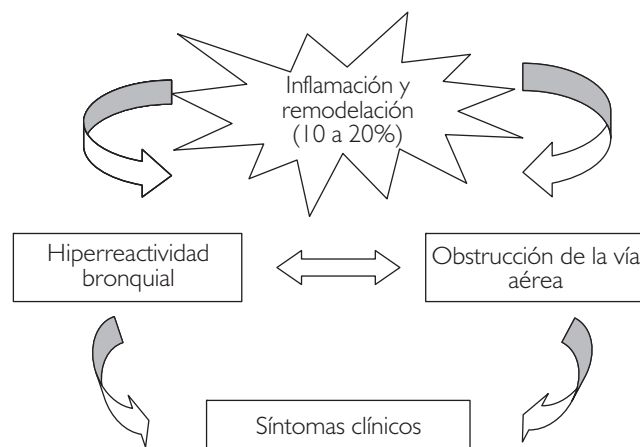 Inflamación y
remodelación
(10 a 20%)
Hiperreactividad
bronquial
Obstrucción de la vía
aérea
Síntomas clínicos